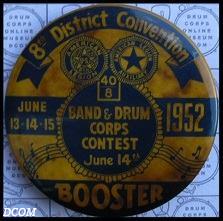 8th District Convention
AMERICAN LEGION
40
8
JUNE
13-14-15
BAND & DRUM
CORPS
CONTEST
June 14th
1952
BOOSTER
DCOM